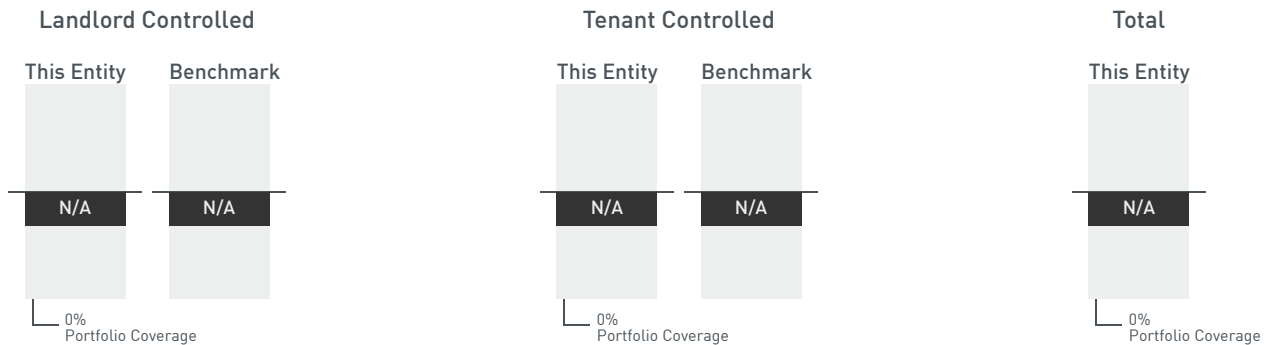 Landlord Controlled
Tenant Controlled
Total
This Entity
Benchmark
This Entity
Benchmark
This Entity
N/A
N/A
N/A
N/A
N/A
0%
Portfolio Coverage
0%
Portfolio Coverage
0%
Portfolio Coverage